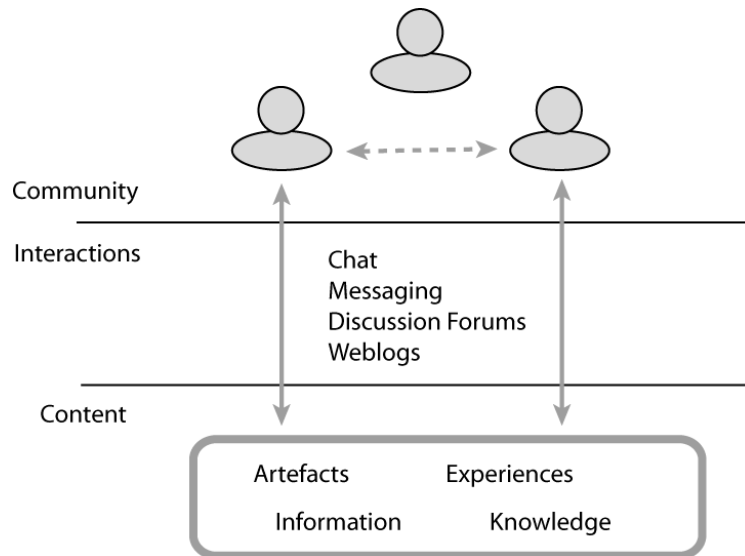 Community
Interactions
Chat
Messaging
Discussion Forums
Weblogs
Content
Artefacts Experiences
Information Knowledge